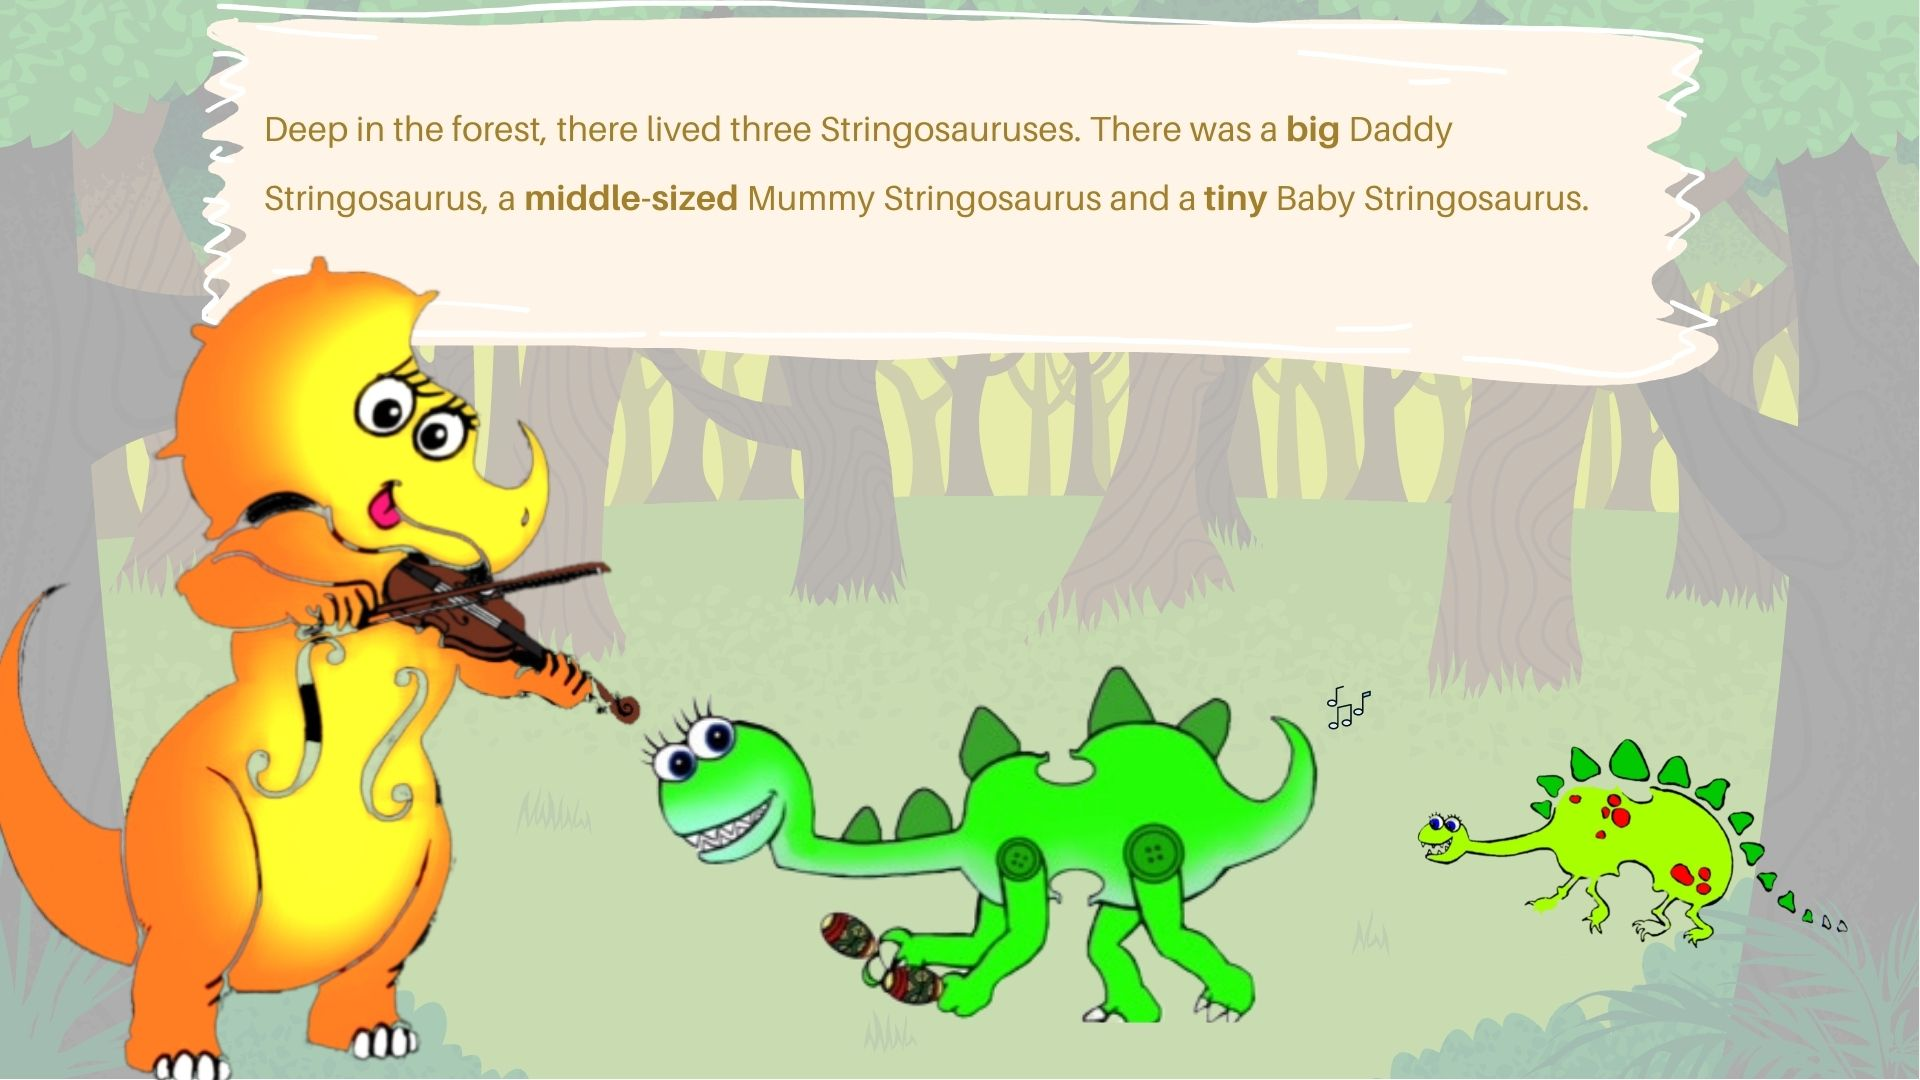 Deep in the forest, there lived three Stringosauruses. There was a big Daddy
Stringosaurus, a middle-sized Mummy Stringosaurus and a tiny Baby Stringosaurus.